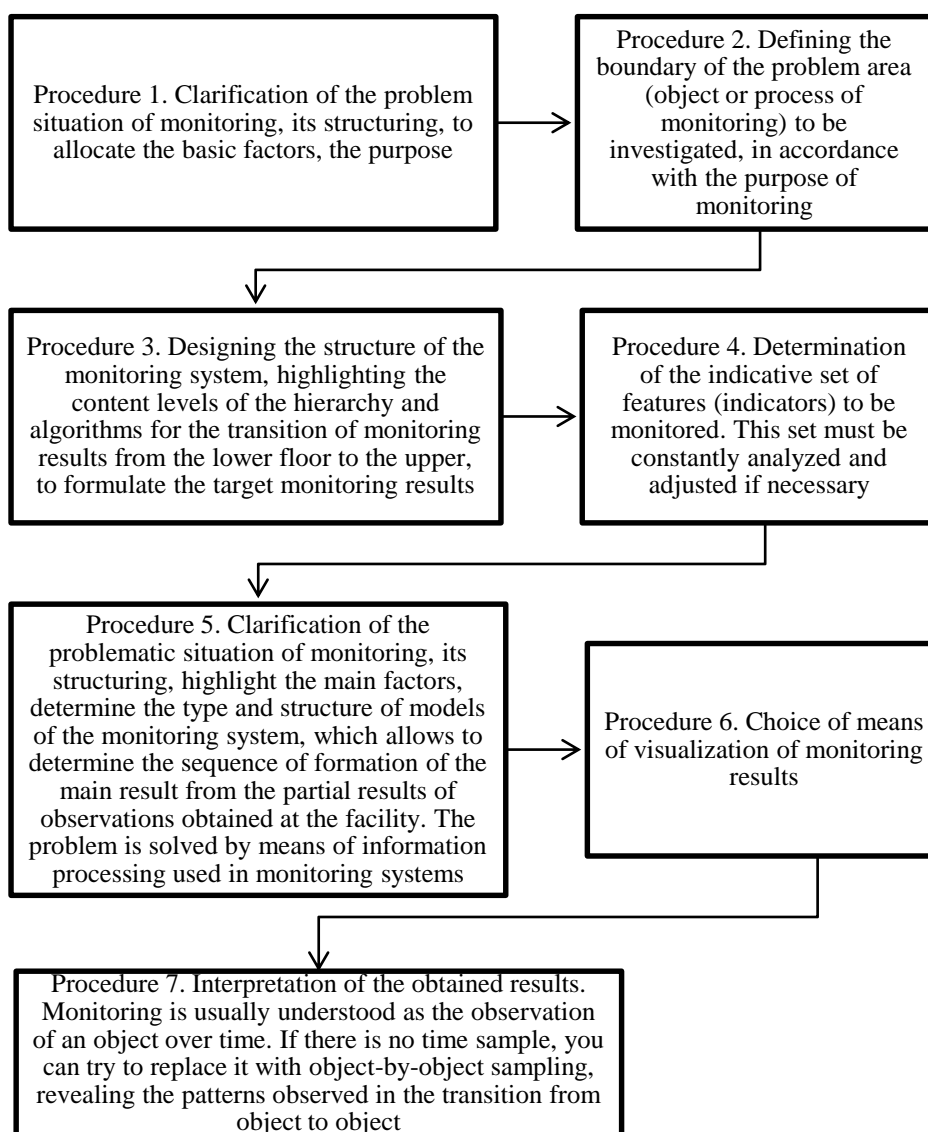 Procedure 1. Clarification of the problem
situation of monitoring, its structuring, to
allocate the basic factors, the purpose
Procedure 2. Defining the
boundary of the problem area
(object or process of
monitoring) to be
investigated, in accordance
with the purpose of
monitoring
Procedure 3. Designing the structure of the
monitoring system, highlighting the
content levels of the hierarchy and
algorithms for the transition of monitoring
results from the lower floor to the upper,
to formulate the target monitoring results
Procedure 4. Determination
of the indicative set of
features (indicators) to be
monitored. This set must be
constantly analyzed and
adjusted if necessary
Procedure 5. Clarification of the
problematic situation of monitoring, its
structuring, highlight the main factors,
determine the type and structure of models
of the monitoring system, which allows to
determine the sequence of formation of the
main result from the partial results of
observations obtained at the facility. The
problem is solved by means of information
processing used in monitoring systems
Procedure 6. Choice of means
of visualization of monitoring
results
Procedure 7. Interpretation of the obtained results.
Monitoring is usually understood as the observation
of an object over time. If there is no time sample, you
can try to replace it with object-by-object sampling,
revealing the patterns observed in the transition from
object to object